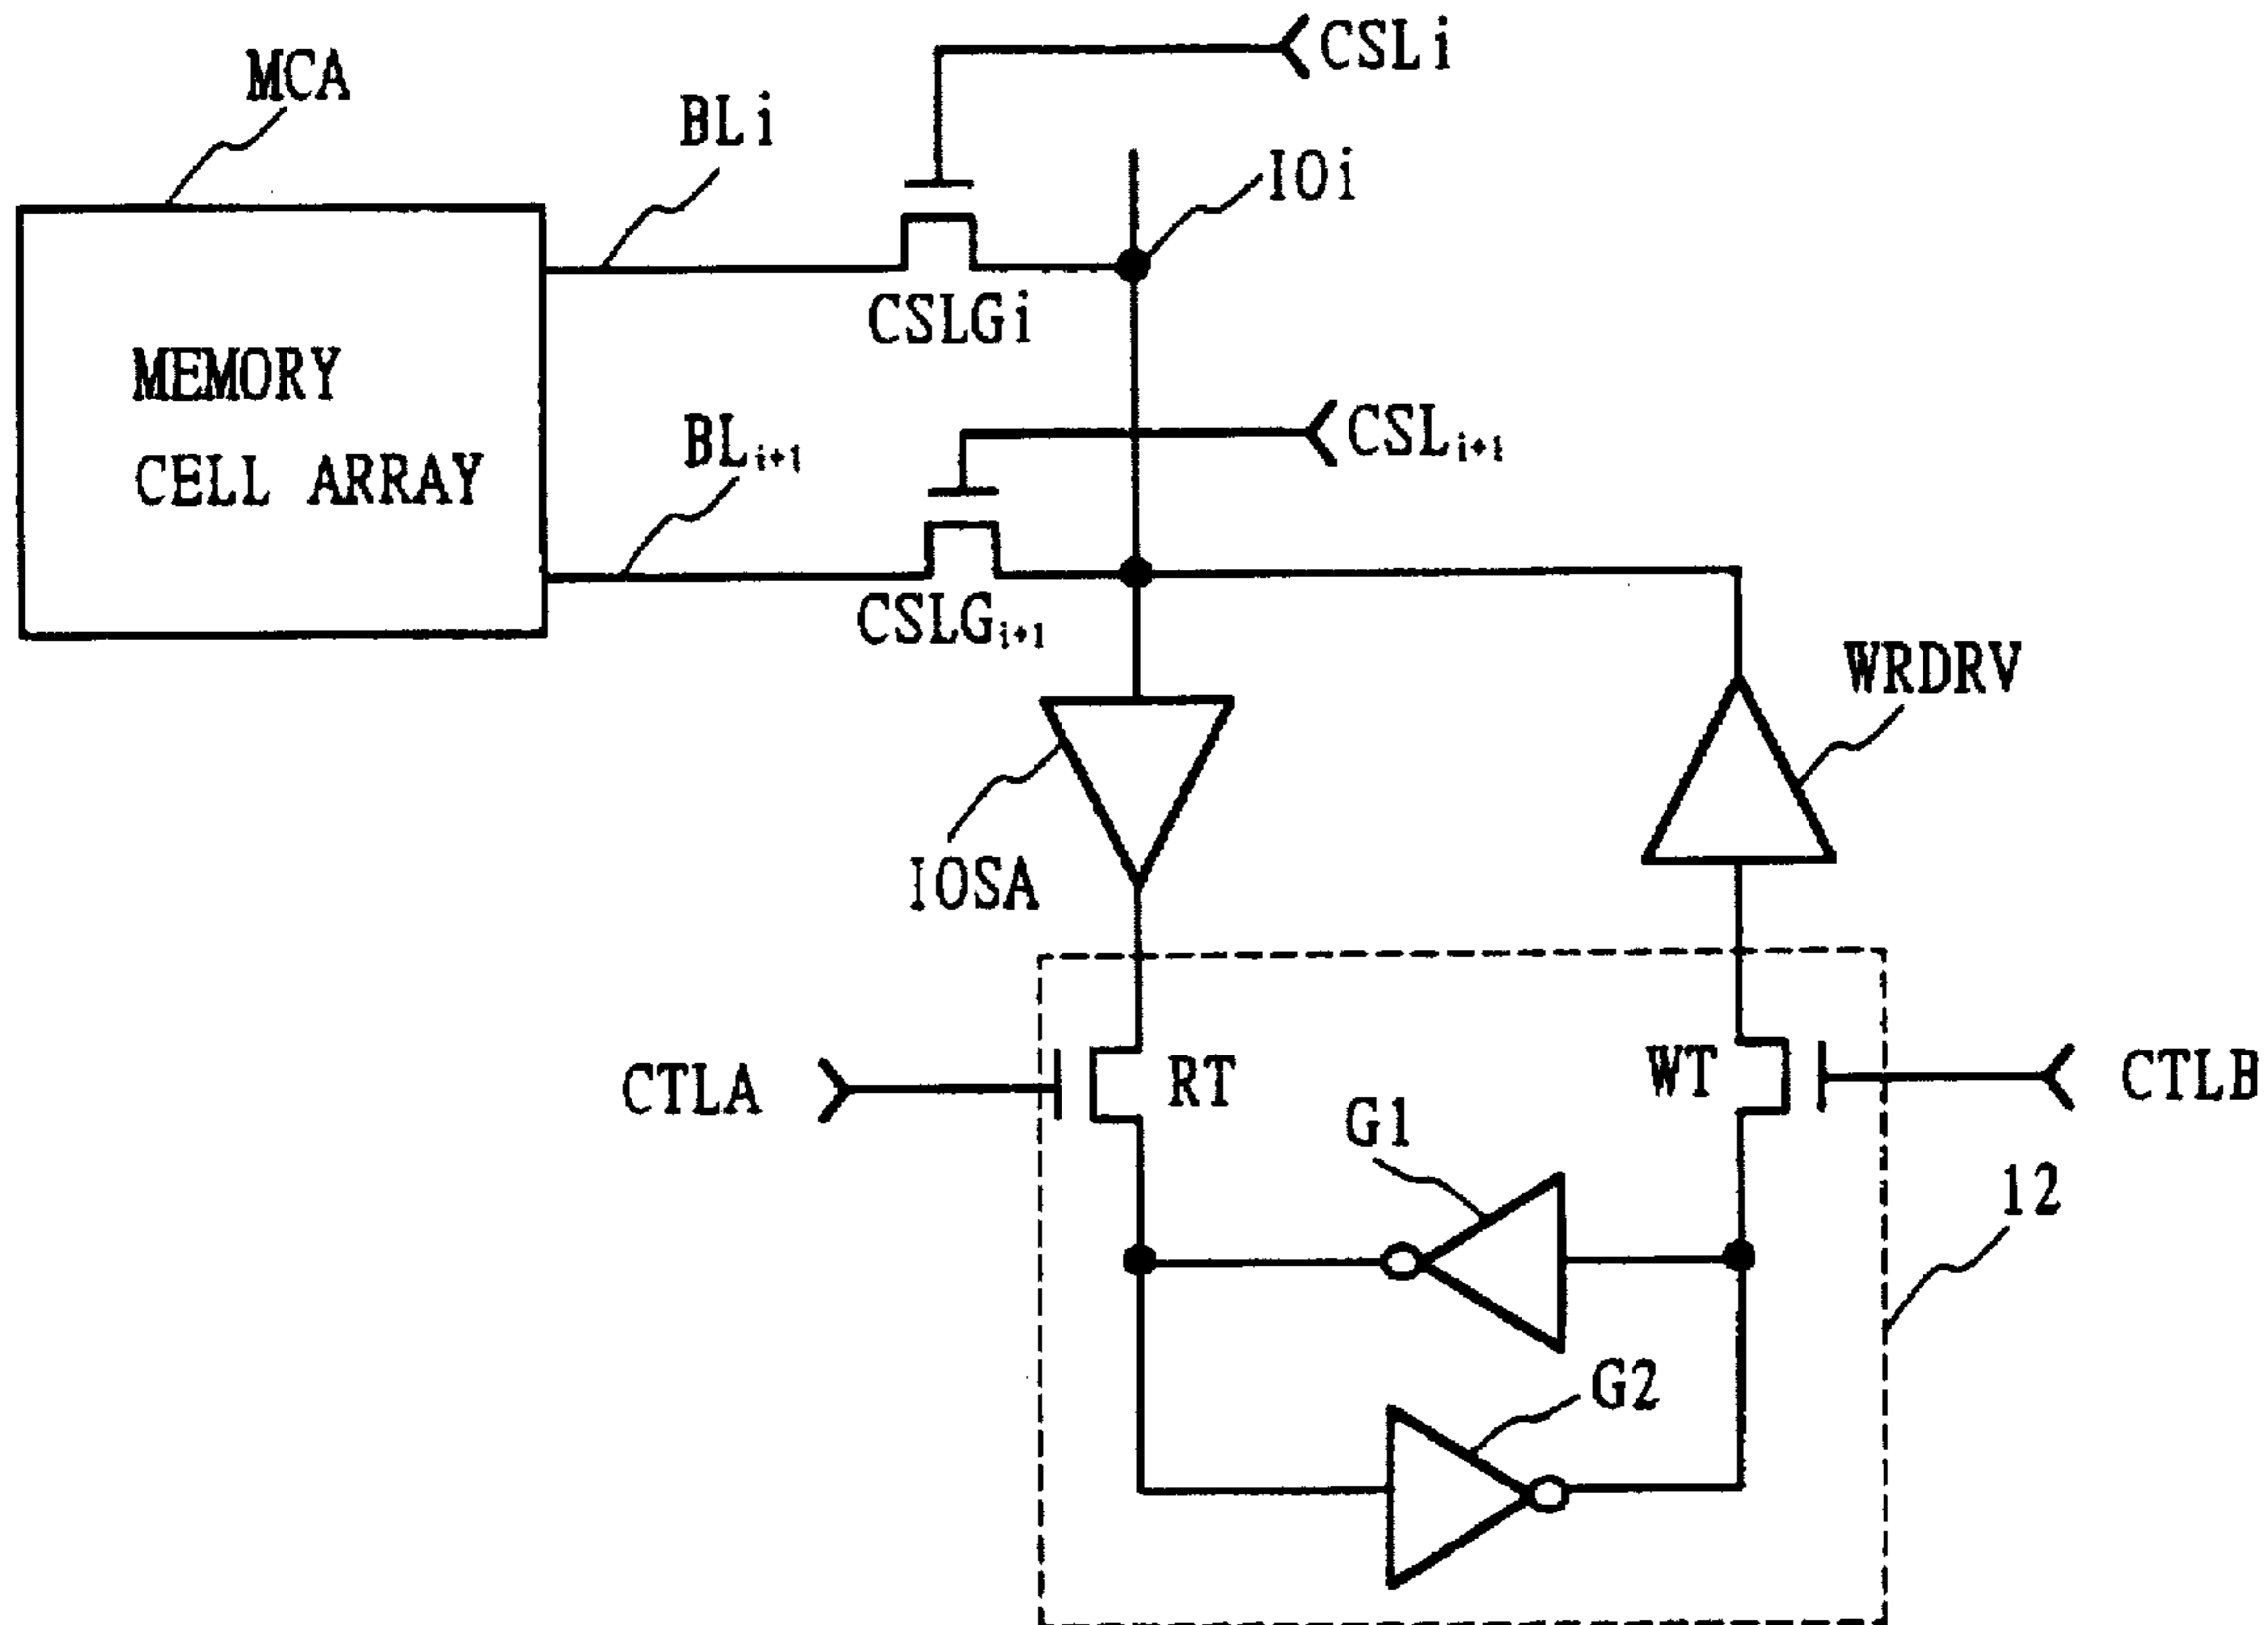 CSLi
MCA
BLi
IOi
CSLGi
MEMORY
CELL ARRAY
BLi+1
CSLi+1
CSLGi+1
WRDRV
IOSA
CTLA
RT
WT
CTLB
G1
12
G2